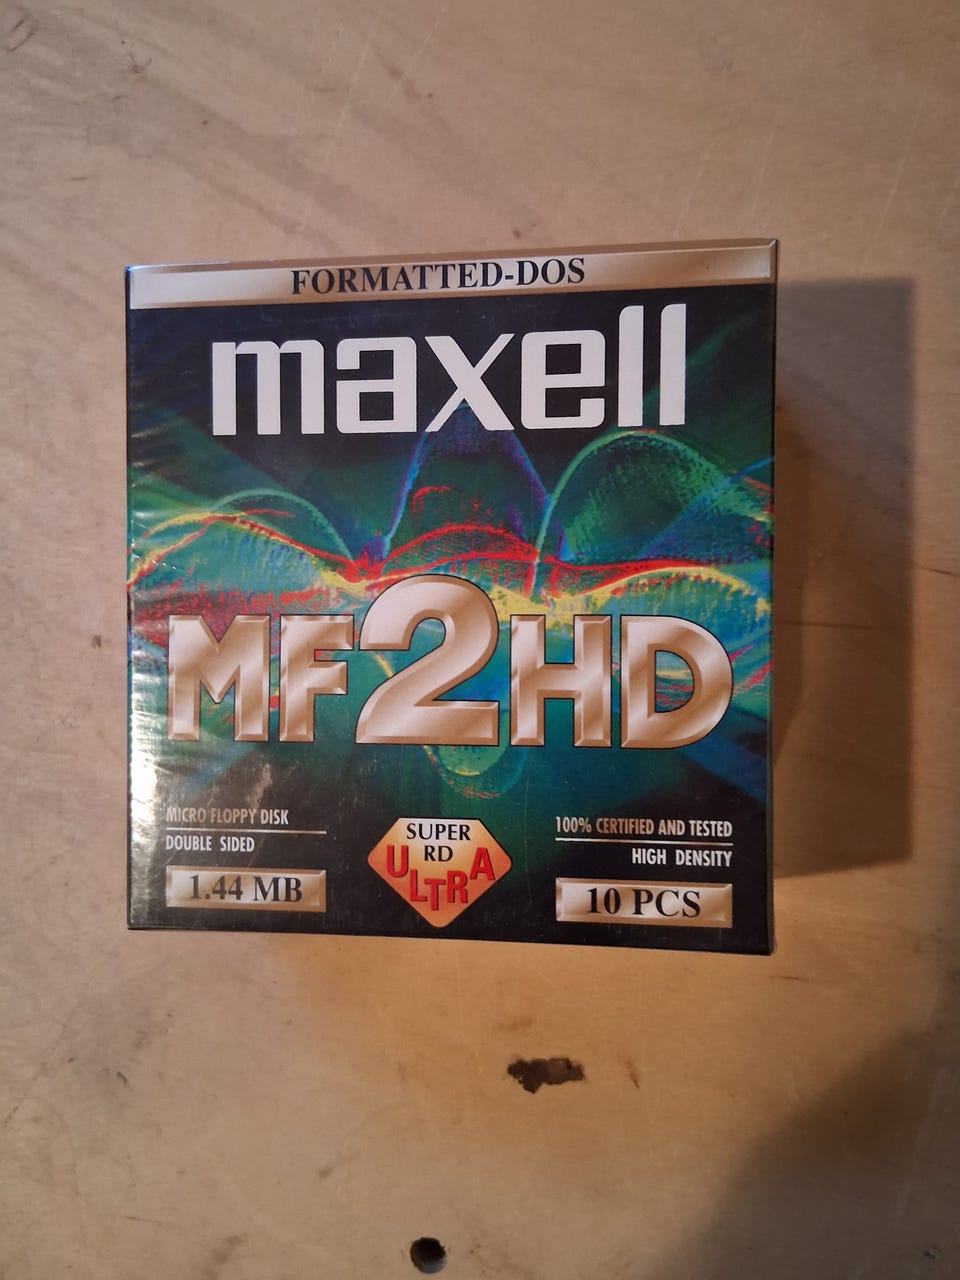 FORMATTED-DOS
maxell
MF2HD
MICRO FLOPPY DISK
DOUBLE SIDED
1.44 MB
SUPER
RD
ULTRA
100% CERTIFIED AND TESTED
HIGH DENSITY
10 PCS